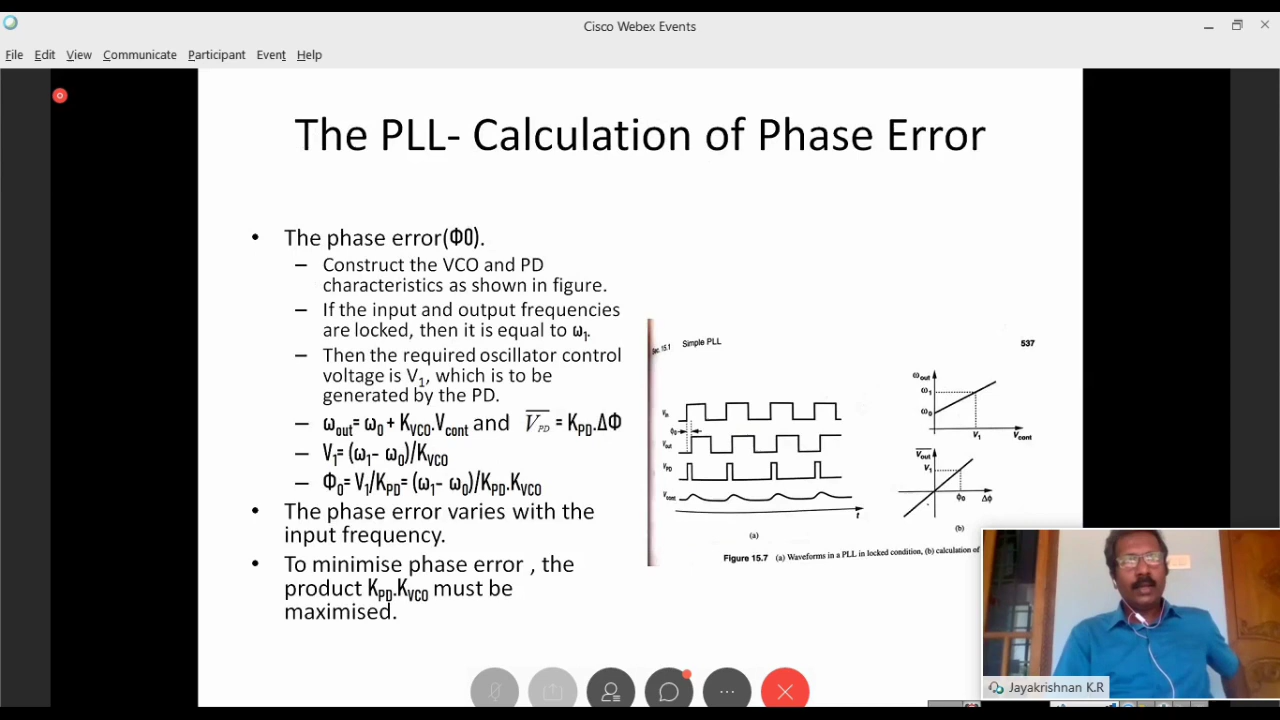 Cisco Webex Events
File Edit View Communicate Participant Event Help
The PLL- Calculation of Phase Error
• The phase error(Φ0).
– Construct the VCO and PD
characteristics as shown in figure.
– If the input and output frequencies
are locked, then it is equal to ω1.
– Then the required oscillator control
voltage is V1, which is to be
generated by the PD.
– ωout= ω0 + KVCO.Vcont and VPD = KPD.ΔΦ
– V1= (ω1− ω0)/KVCO
– Φ0= V1/KPD= (ω1− ω0)/KPD.KVCO
• The phase error varies with the
input frequency.
• To minimise phase error , the
product KPD.KVCO must be
maximised.
Sec. 15.1 Simple PLL 537
Vin
ϕ0
Vout
VPD
Vcont
t
(a)
ωout
ω1
ω0
V1 Vcont
Vout
V1
ϕ0 Δϕ
(b)
Figure 15.7 (a) Waveforms in a PLL in locked condition, (b) calculation of
Jayakrishnan K.R